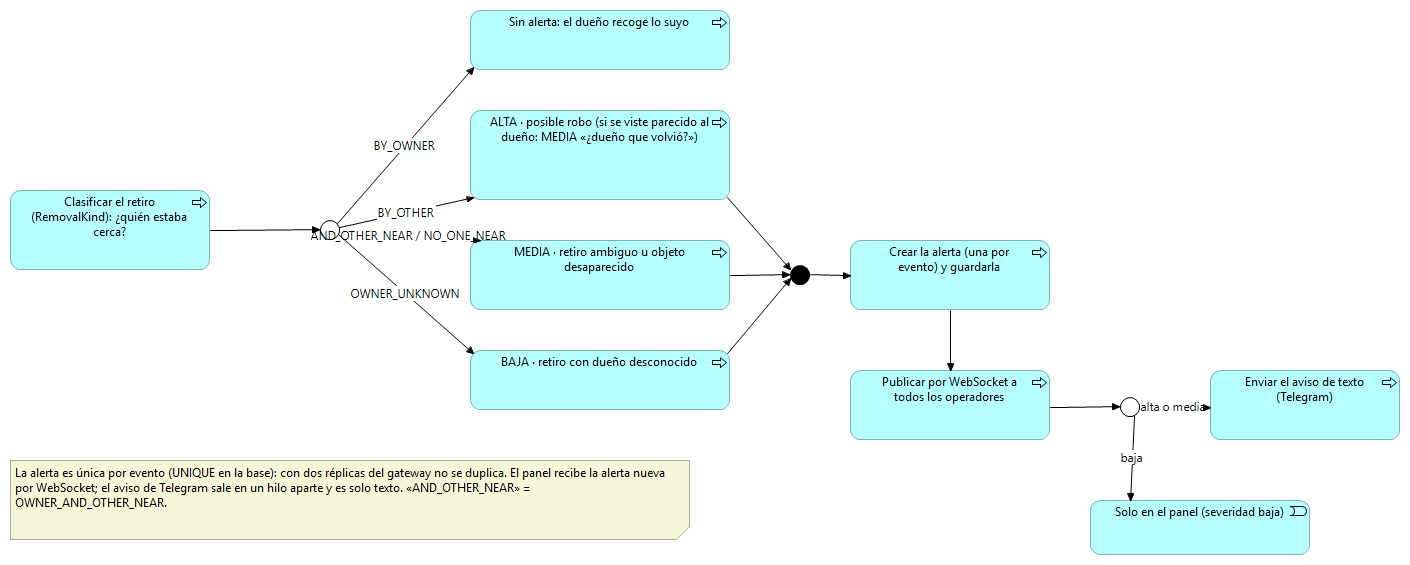 Sin alerta: el dueño recoge lo suyo
ALTA · posible robo (si se viste parecido al
dueño: MEDIA «¿dueño que volvió?»)
BY_OWNER
Clasificar el retiro
(RemovalKind): ¿quién estaba
cerca?
BY_OTHER
AND_OTHER_NEAR / NO_ONE_NEAR
MEDIA · retiro ambiguo u objeto
desaparecido
Crear la alerta (una por
evento) y guardarla
OWNER_UNKNOWN
BAJA · retiro con dueño desconocido
Publicar por WebSocket a
todos los operadores
alta o media
Enviar el aviso de texto
(Telegram)
baja
Solo en el panel (severidad baja)
La alerta es única por evento (UNIQUE en la base): con dos réplicas del gateway no se duplica. El panel recibe la alerta nueva
por WebSocket; el aviso de Telegram sale en un hilo aparte y es solo texto. «AND_OTHER_NEAR» =
OWNER_AND_OTHER_NEAR.